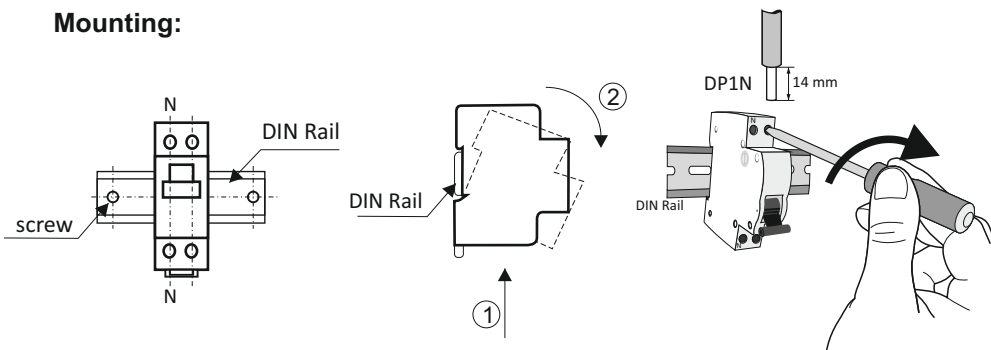 Mounting:
N
DIN Rail
screw
N
2
DIN Rail
1
DP1N
14 mm
N
DIN Rail
N